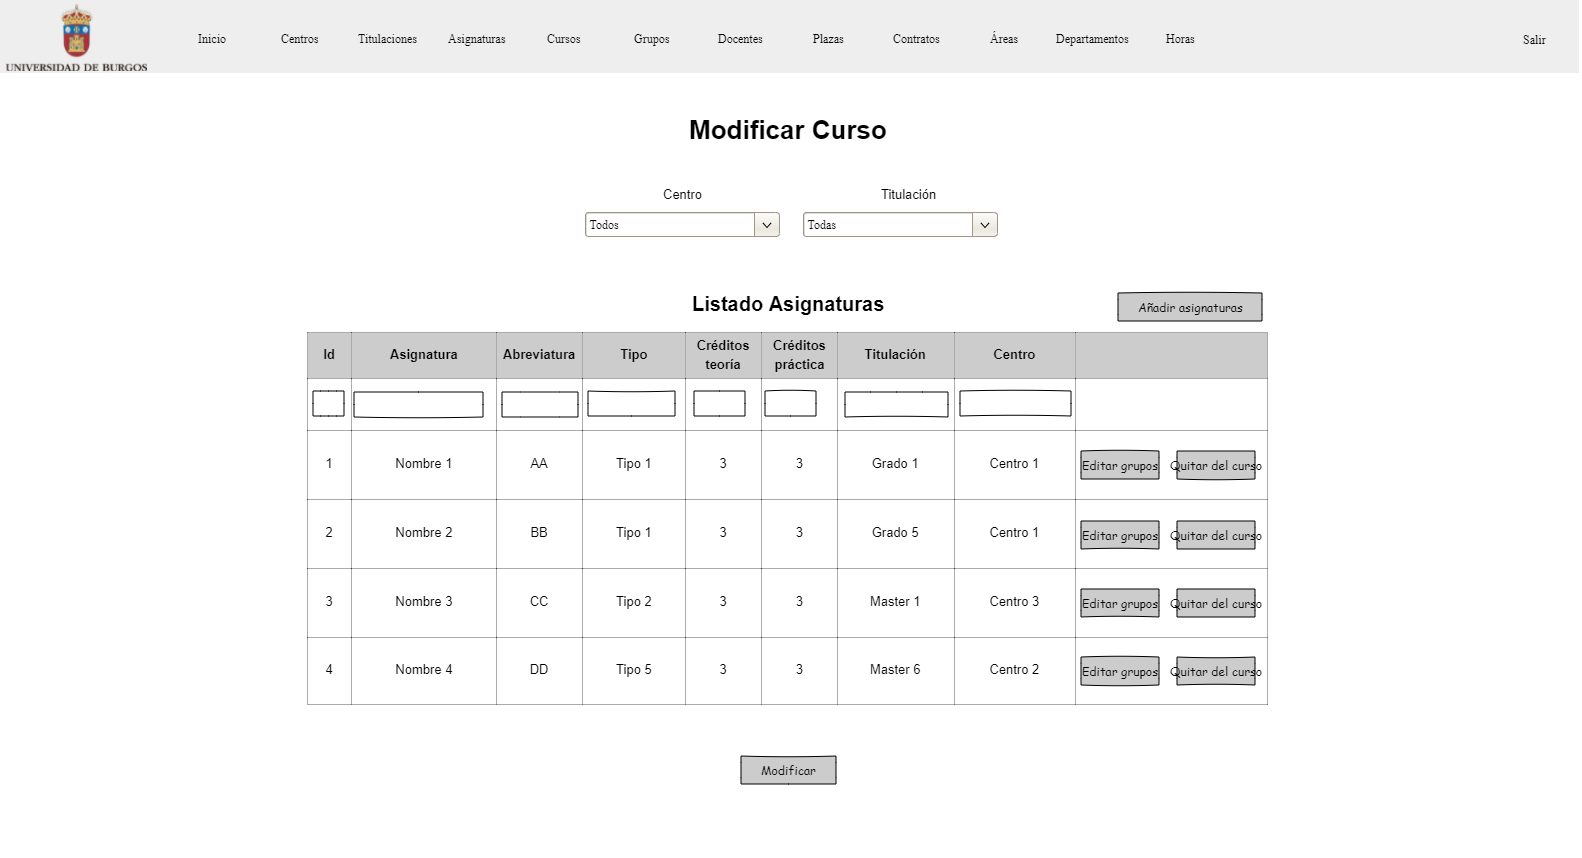 UNIVERSIDAD DE BURGOS
Inicio Centros Titulaciones Asignaturas Cursos Grupos Docentes Plazas Contratos Áreas Departamentos Horas Salir
Modificar Curso
Centro Titulación
Todos Todas
Listado Asignaturas Añadir asignaturas
Id Asignatura Abreviatura Tipo Créditos teoría Créditos práctica Titulación Centro
1 Nombre 1 AA Tipo 1 3 3 Grado 1 Centro 1 Editar grupos Quitar del curso
2 Nombre 2 BB Tipo 1 3 3 Grado 5 Centro 1 Editar grupos Quitar del curso
3 Nombre 3 CC Tipo 2 3 3 Master 1 Centro 3 Editar grupos Quitar del curso
4 Nombre 4 DD Tipo 5 3 3 Master 6 Centro 2 Editar grupos Quitar del curso
Modificar